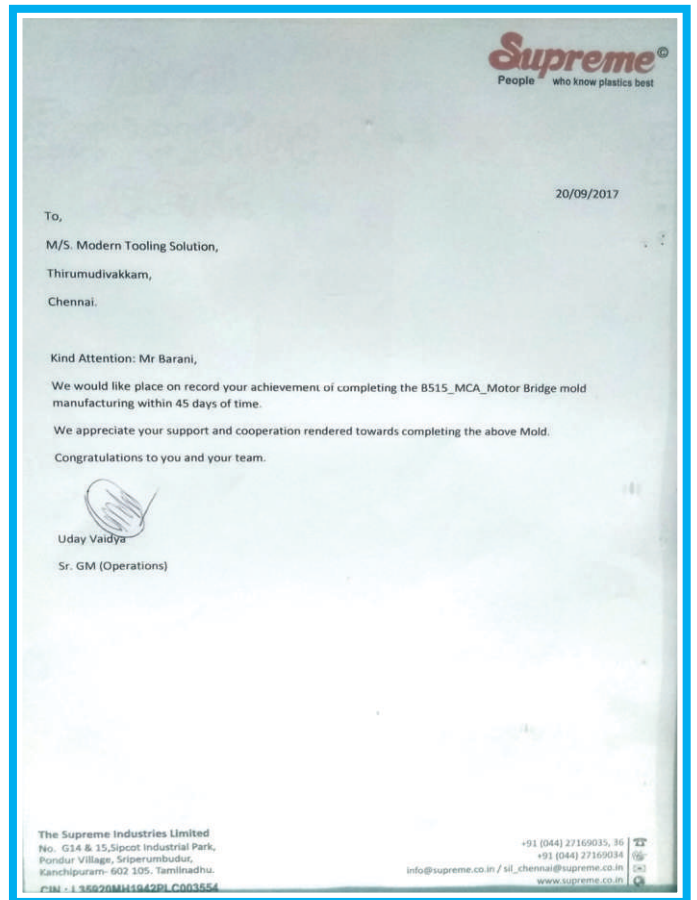 Supreme©
People who know plastics best
20/09/2017
To,
M/S. Modern Tooling Solution,
Thirumudivakkam,
Chennai.
Kind Attention: Mr Barani,
We would like place on record your achievement of completing the B515_MCA_Motor Bridge mold
manufacturing within 45 days of time.
We appreciate your support and cooperation rendered towards completing the above Mold.
Congratulations to you and your team.
Uday Vaidya
Sr. GM (Operations)
The Supreme Industries Limited
No. G14 & 15,Sipcot Industrial Park,
Pondur Village, Sriperumbudur,
Kanchipuram- 602 105. Tamilnadhu.
CIN : L35920MH1942PLC003554
+91 (044) 27169035, 36
+91 (044) 27169034
info@supreme.co.in / sil_chennai@supreme.co.in
www.supreme.co.in